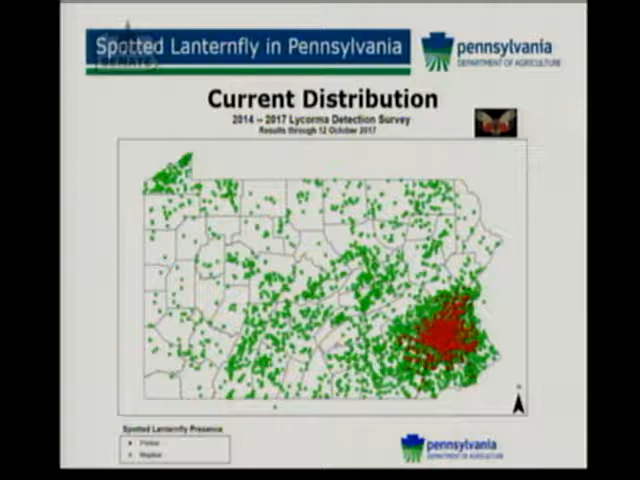 Spotted Lanternfly in Pennsylvania
SENATE
pennsylvania
DEPARTMENT OF AGRICULTURE
Current Distribution
2014 – 2017 Lycorma Detection Survey
Results through 12 October 2017
Spotted Lanternfly Presence
Positive
Negative
pennsylvania
DEPARTMENT OF AGRICULTURE